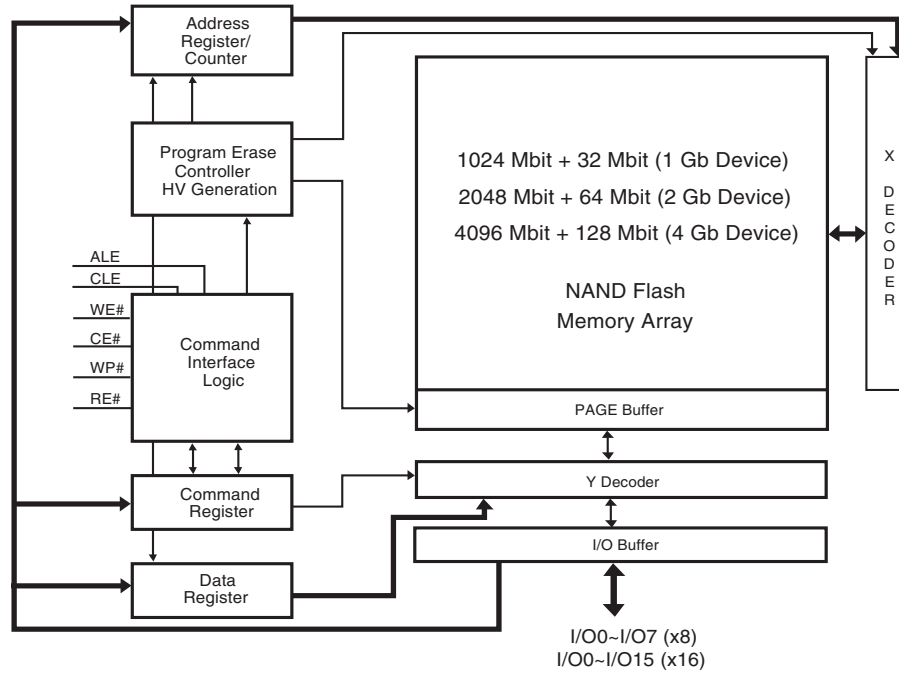 Address
Register/
Counter
Program Erase
Controller
HV Generation
ALE
CLE
WE#
CE#
WP#
RE#
Command
Interface
Logic
Command
Register
Data
Register
1024 Mbit + 32 Mbit (1 Gb Device)
2048 Mbit + 64 Mbit (2 Gb Device)
4096 Mbit + 128 Mbit (4 Gb Device)
NAND Flash
Memory Array
PAGE Buffer
Y Decoder
I/O Buffer
I/O0~I/O7 (x8)
I/O0~I/O15 (x16)
X
D
E
C
O
D
E
R